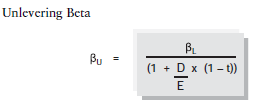 Unlevering Beta
βU = βL
(1 + D x (1 – t))
E